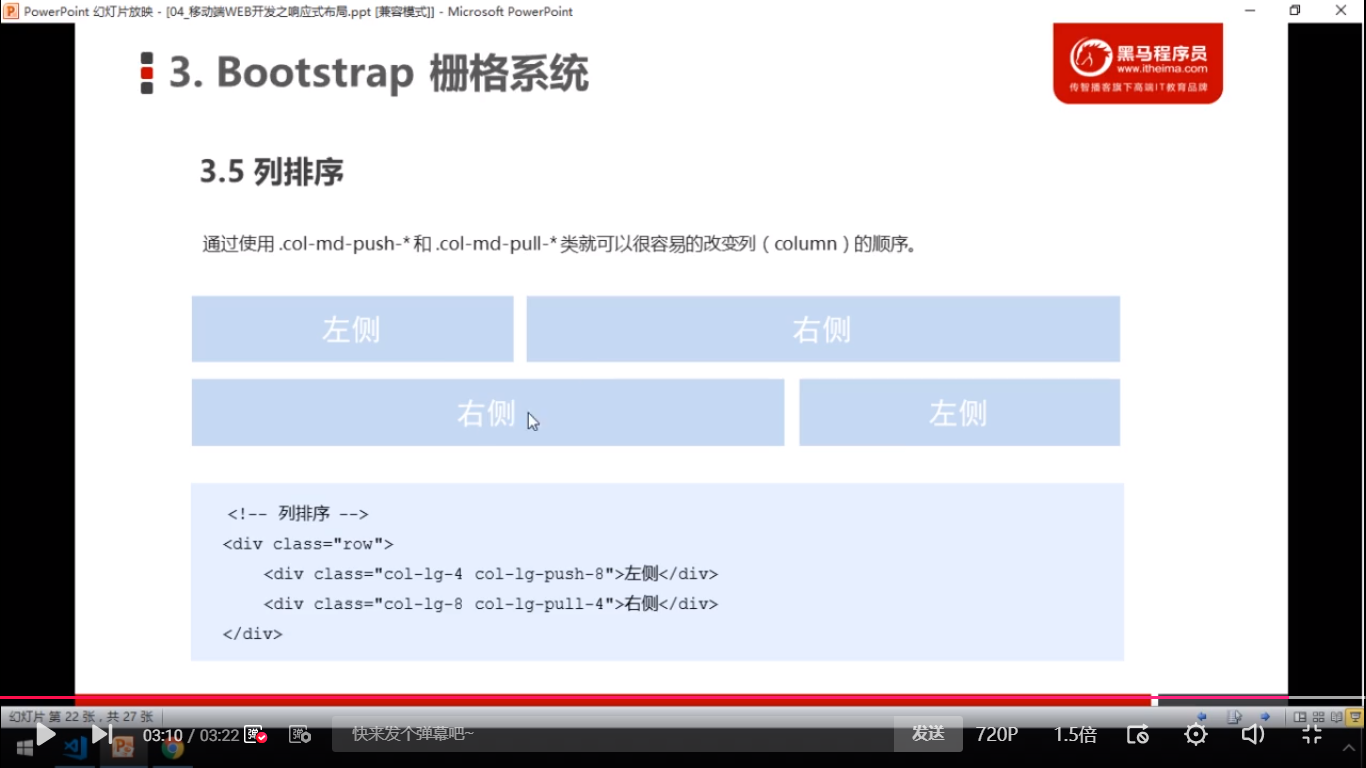 PowerPoint 幻灯片放映 - [04_移动端WEB开发之响应式布局.ppt [兼容模式]] - Microsoft PowerPoint
3. Bootstrap 栅格系统
黑马程序员
www.itheima.com
传智播客旗下高端IT教育品牌
3.5 列排序
通过使用 .col-md-push-* 和 .col-md-pull-* 类就可以很容易的改变列（column）的顺序。
左侧 右侧
右侧 左侧
<!-- 列排序 -->
<div class="row">
<div class="col-lg-4 col-lg-push-8">左侧</div>
<div class="col-lg-8 col-lg-pull-4">右侧</div>
</div>
幻灯片 第 22 张，共 27 张
03:10 / 03:22 弹 弹 快来发个弹幕吧~ 发送 720P 1.5倍